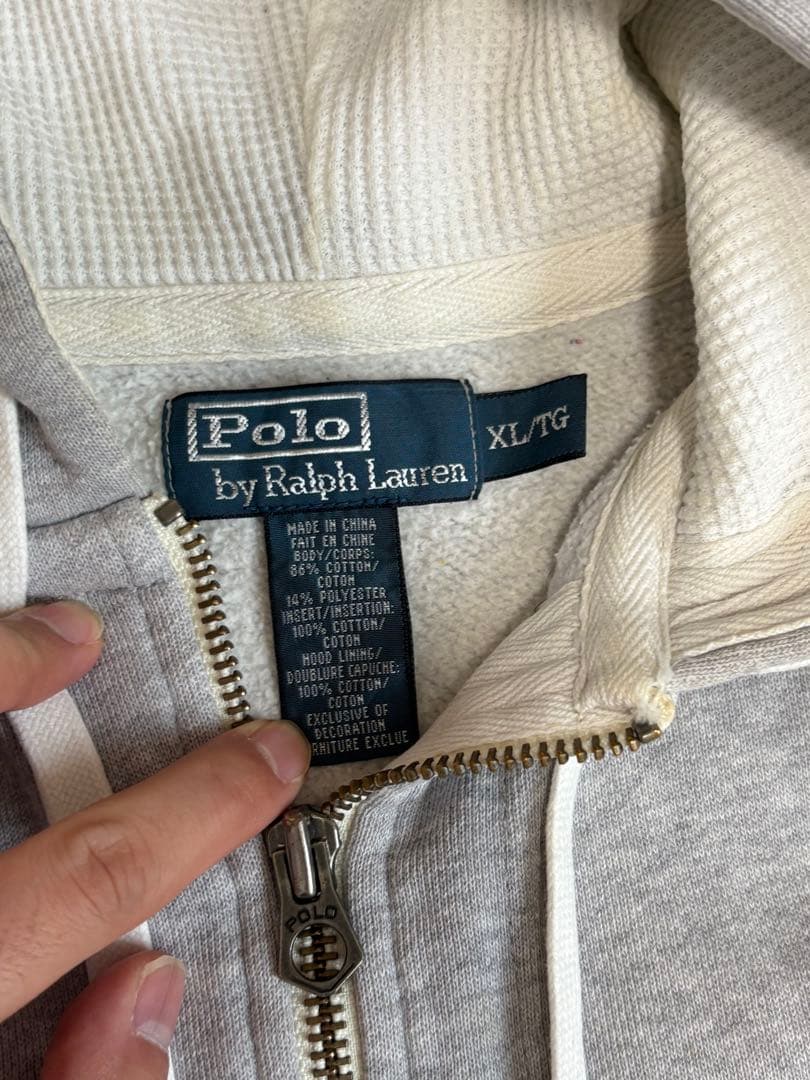 Polo
by Ralph Lauren
XL/TG
MADE IN CHINA
FAIT EN CHINE
BODY/CORPS:
86% COTTON/
COTON
14% POLYESTER
INSERT/INSERTION:
100% COTTON/
COTON
HOOD LINING/
DOUBLURE CAPUCHE:
100% COTTON/
COTON
EXCLUSIVE OF
DECORATION
EXCLUE
POLO